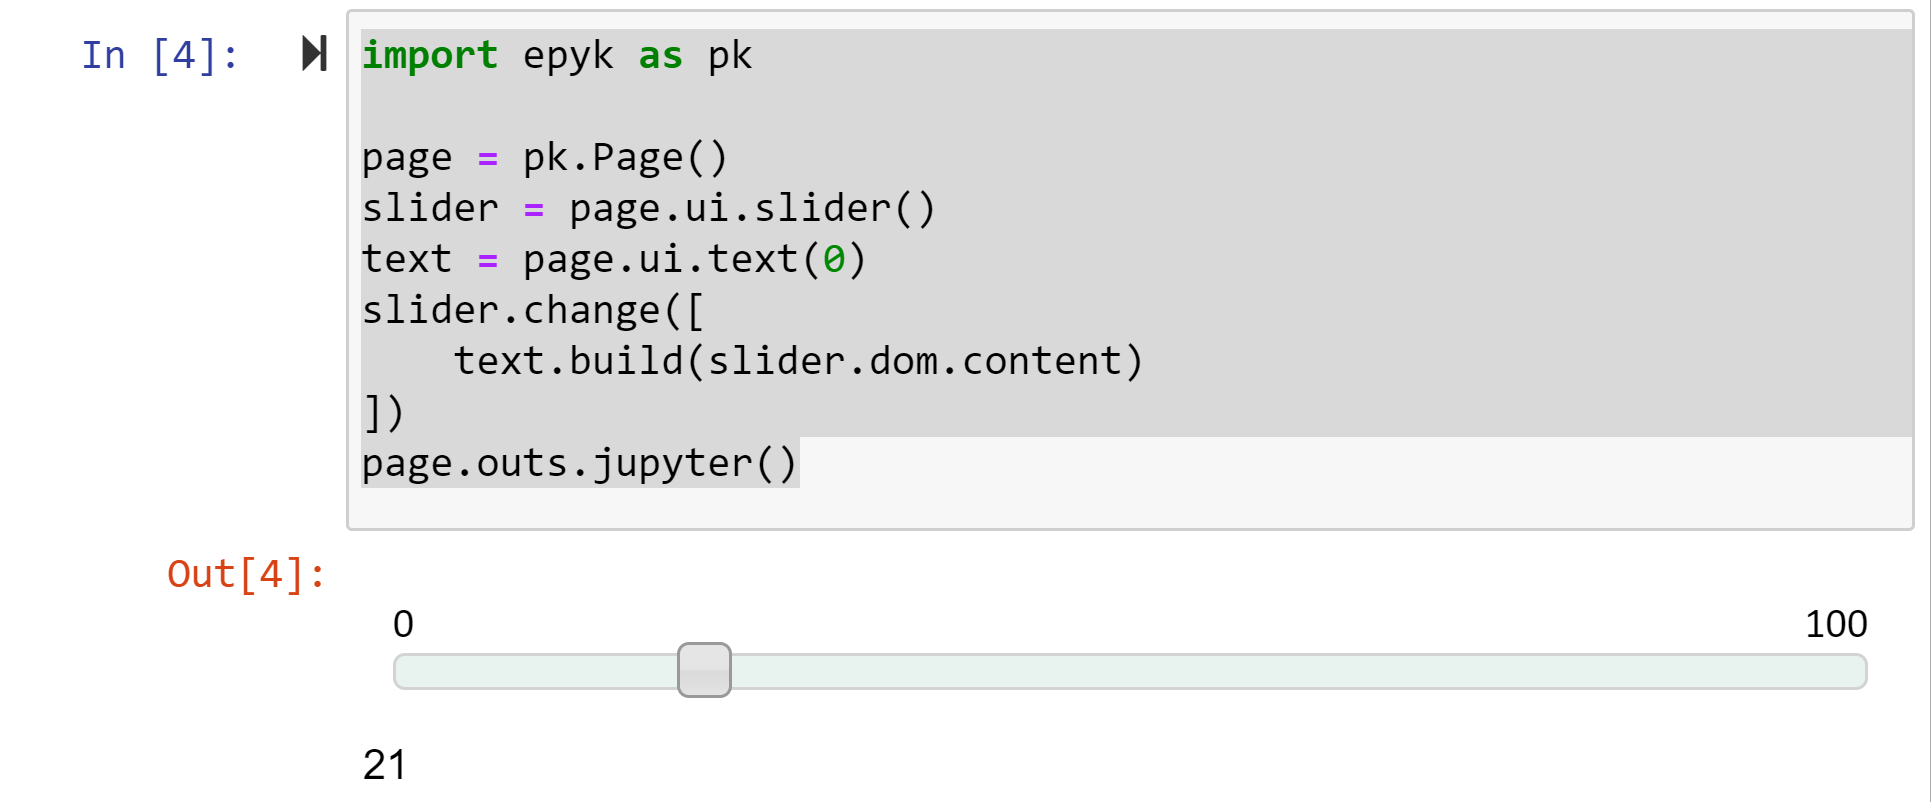 In [4]:
import epyk as pk
page = pk.Page()
slider = page.ui.slider()
text = page.ui.text(0)
slider.change([
    text.build(slider.dom.content)
])
page.outs.jupyter()
Out[4]:
0 100
21